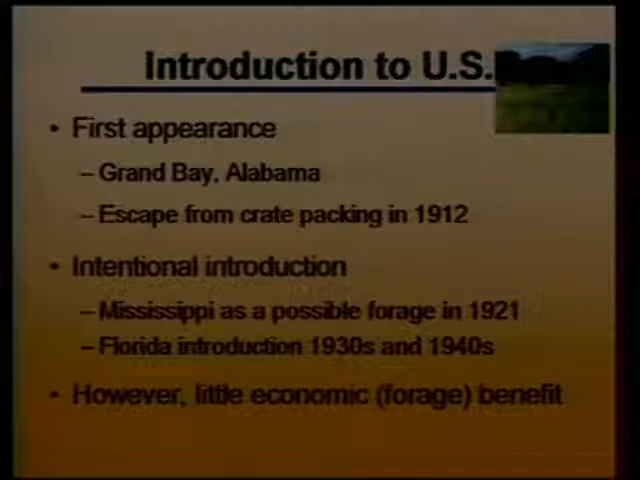 Introduction to U.S.
• First appearance
– Grand Bay, Alabama
– Escape from crate packing in 1912
• Intentional introduction
– Mississippi as a possible forage in 1921
– Florida introduction 1930s and 1940s
• However, little economic (forage) benefit